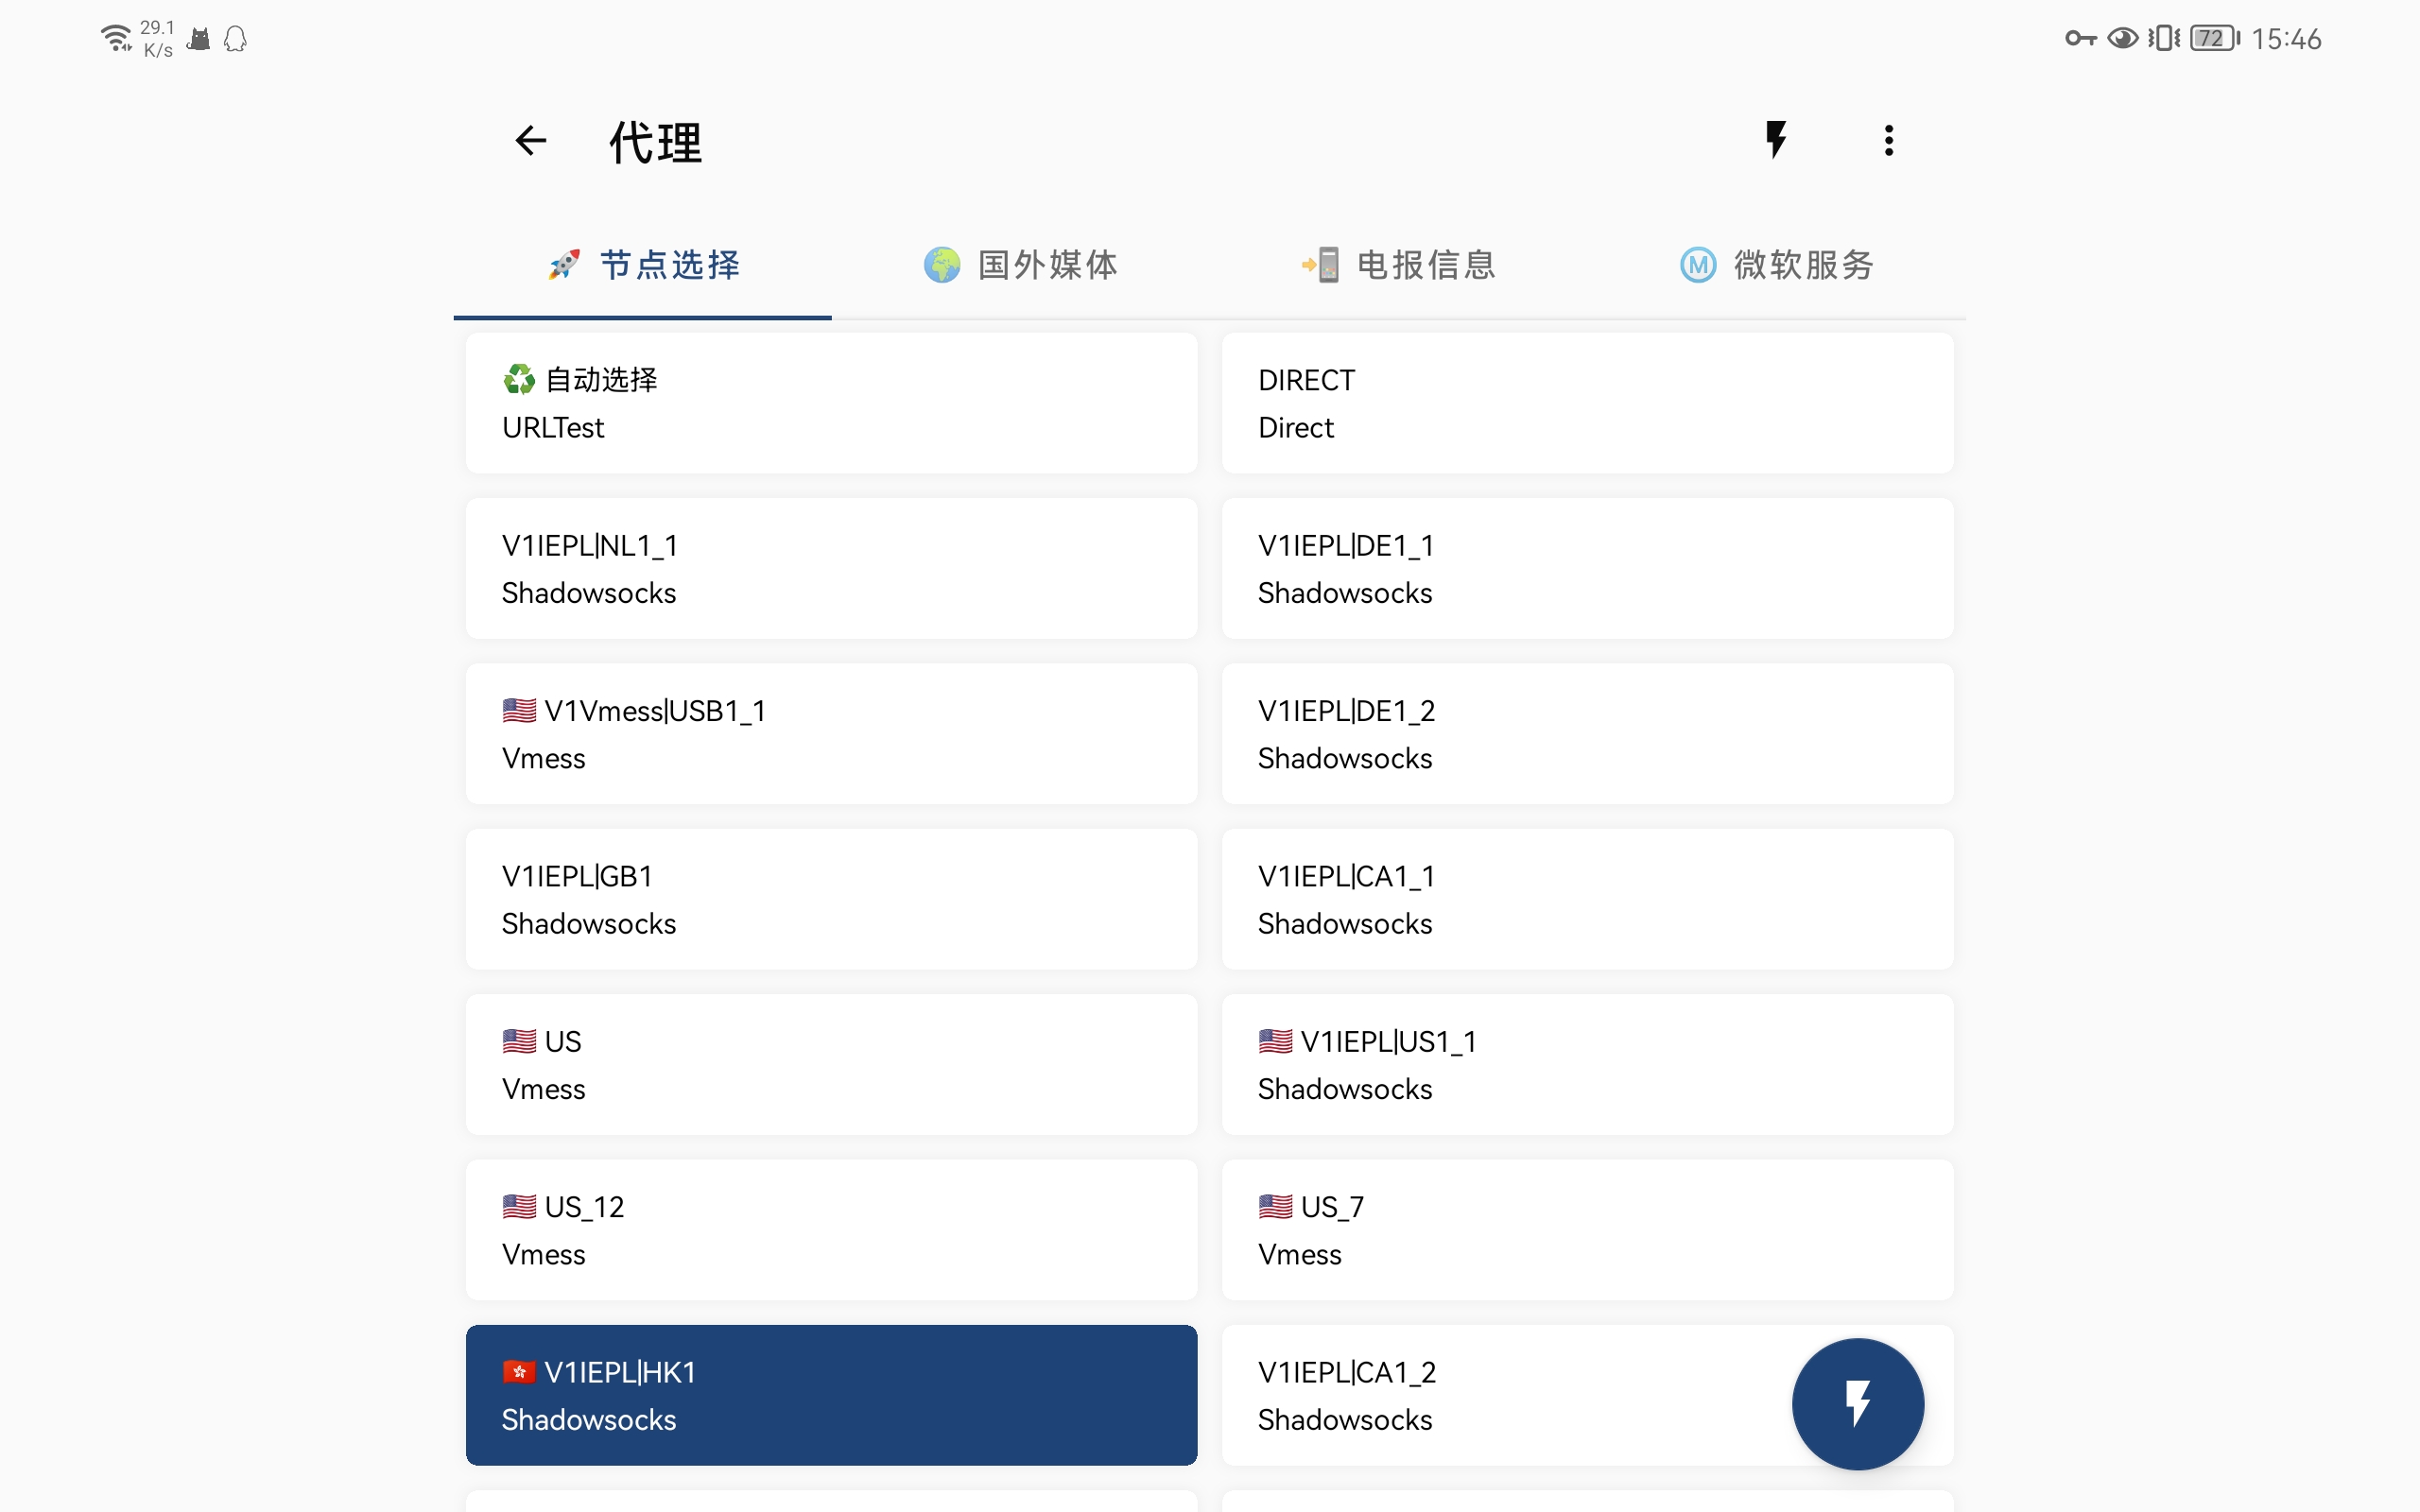 29.1
K/s
72
15:46
代理
🚀 节点选择
🌍 国外媒体
📲 电报信息
Ⓜ️ 微软服务
♻️ 自动选择
URLTest
DIRECT
Direct
V1IEPL|NL1_1
Shadowsocks
V1IEPL|DE1_1
Shadowsocks
🇺🇸 V1Vmess|USB1_1
Vmess
V1IEPL|DE1_2
Shadowsocks
V1IEPL|GB1
Shadowsocks
V1IEPL|CA1_1
Shadowsocks
🇺🇸 US
Vmess
🇺🇸 V1IEPL|US1_1
Shadowsocks
🇺🇸 US_12
Vmess
🇺🇸 US_7
Vmess
🇭🇰 V1IEPL|HK1
Shadowsocks
V1IEPL|CA1_2
Shadowsocks